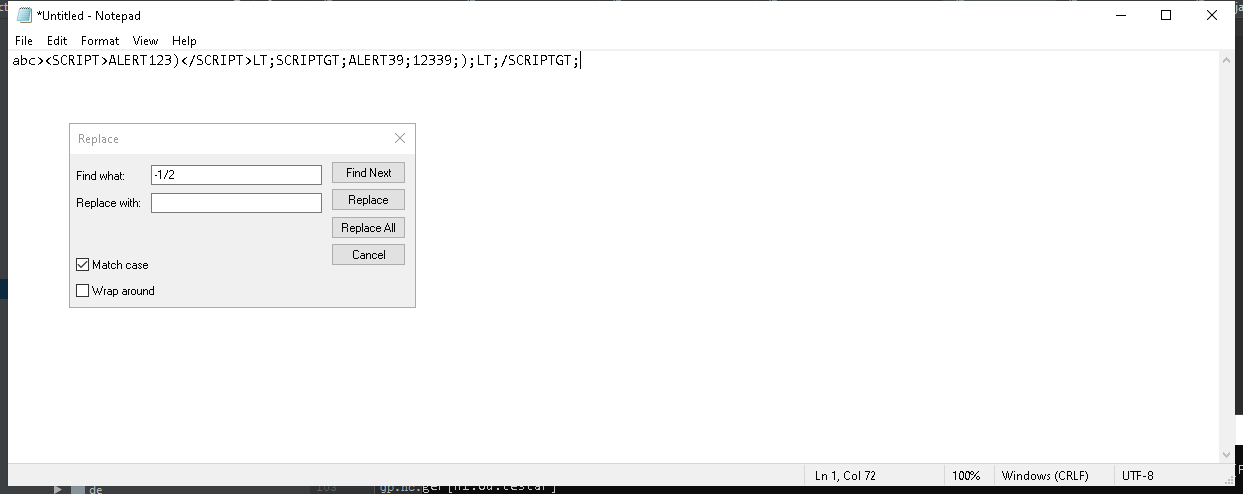 *Untitled - Notepad
File Edit Format View Help
abc><SCRIPT>ALERT123)</SCRIPT>LT;SCRIPTGT;ALERT39;12339;);LT;/SCRIPTGT;
Replace
Find what: -1/2 Find Next
Replace with: Replace
Replace All
Cancel
Match case
Wrap around
Ln 1, Col 72 100% Windows (CRLF) UTF-8
de